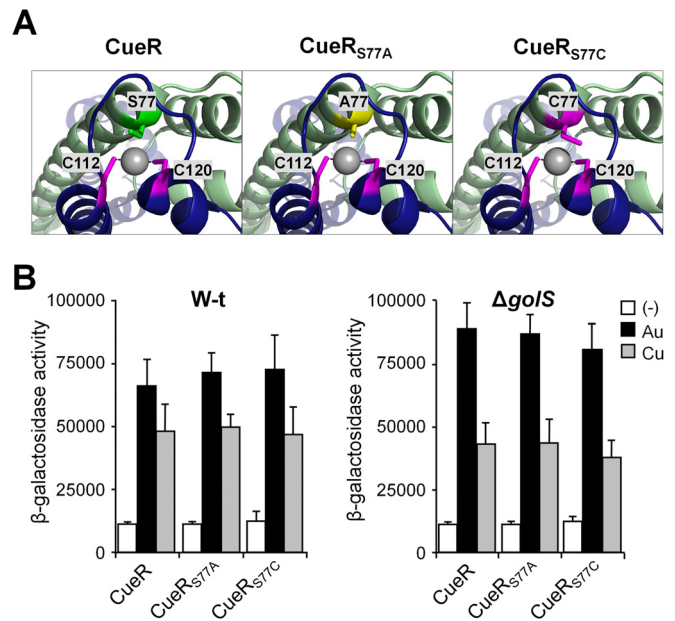 A
CueR CueRS77A CueRS77C
S77 A77 C77
C112 C120 C112 C120 C112 C120
B
W-t ΔgolS
100000
75000
50000
25000
0
β-galactosidase activity
CueR CueRS77A CueRS77C
100000
75000
50000
25000
0
β-galactosidase activity
CueR CueRS77A CueRS77C
(-)
Au
Cu